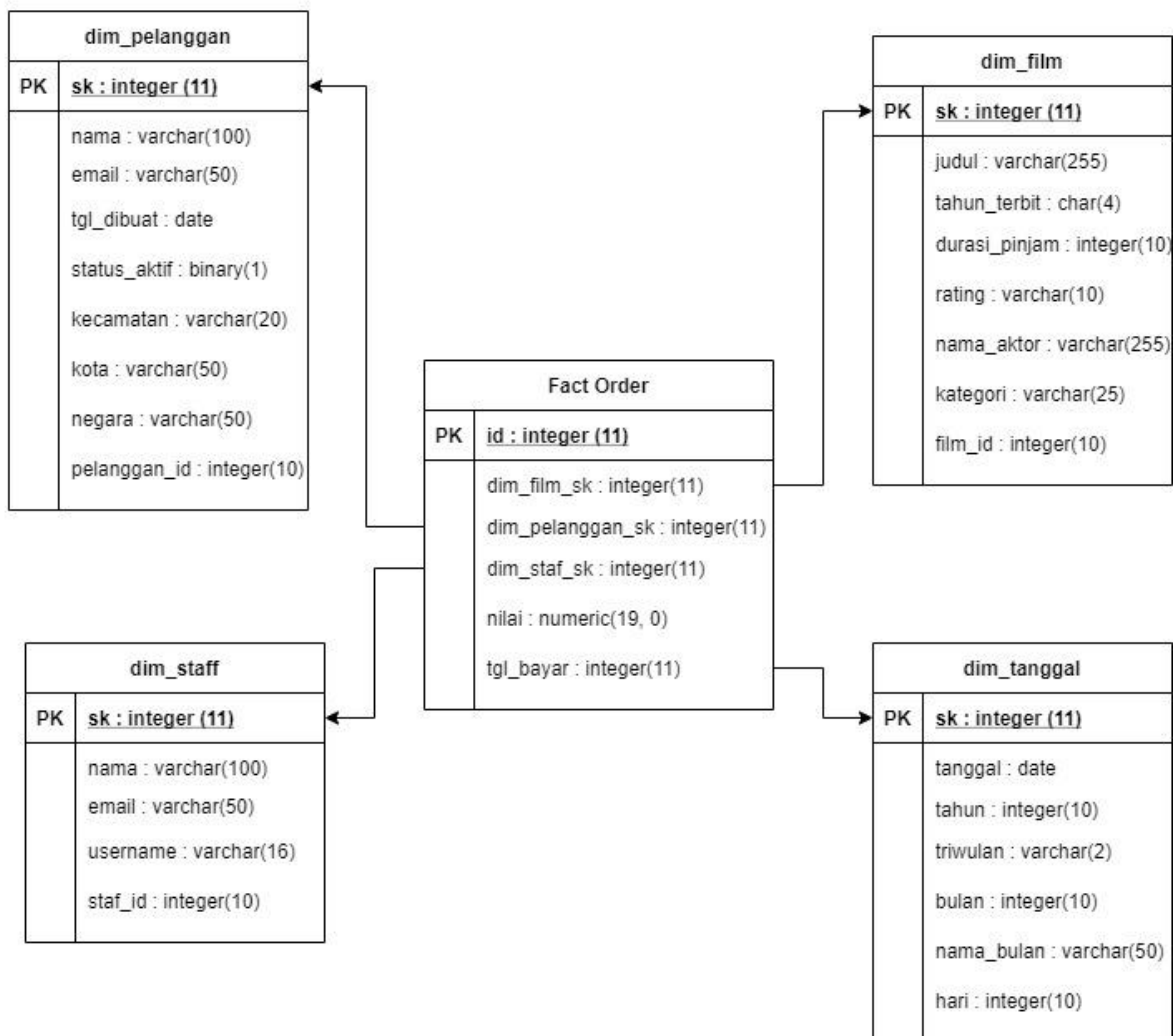 dim_pelanggan
PK sk : integer (11)
nama : varchar(100)
email : varchar(50)
tgl_dibuat : date
status_aktif : binary(1)
kecamatan : varchar(20)
kota : varchar(50)
negara : varchar(50)
pelanggan_id : integer(10)
dim_film
PK sk : integer (11)
judul : varchar(255)
tahun_terbit : char(4)
durasi_pinjam : integer(10)
rating : varchar(10)
nama_aktor : varchar(255)
kategori : varchar(25)
film_id : integer(10)
Fact Order
PK id : integer (11)
dim_film_sk : integer(11)
dim_pelanggan_sk : integer(11)
dim_staf_sk : integer(11)
nilai : numeric(19, 0)
tgl_bayar : integer(11)
dim_staff
PK sk : integer (11)
nama : varchar(100)
email : varchar(50)
username : varchar(16)
staf_id : integer(10)
dim_tanggal
PK sk : integer (11)
tanggal : date
tahun : integer(10)
triwulan : varchar(2)
bulan : integer(10)
nama_bulan : varchar(50)
hari : integer(10)